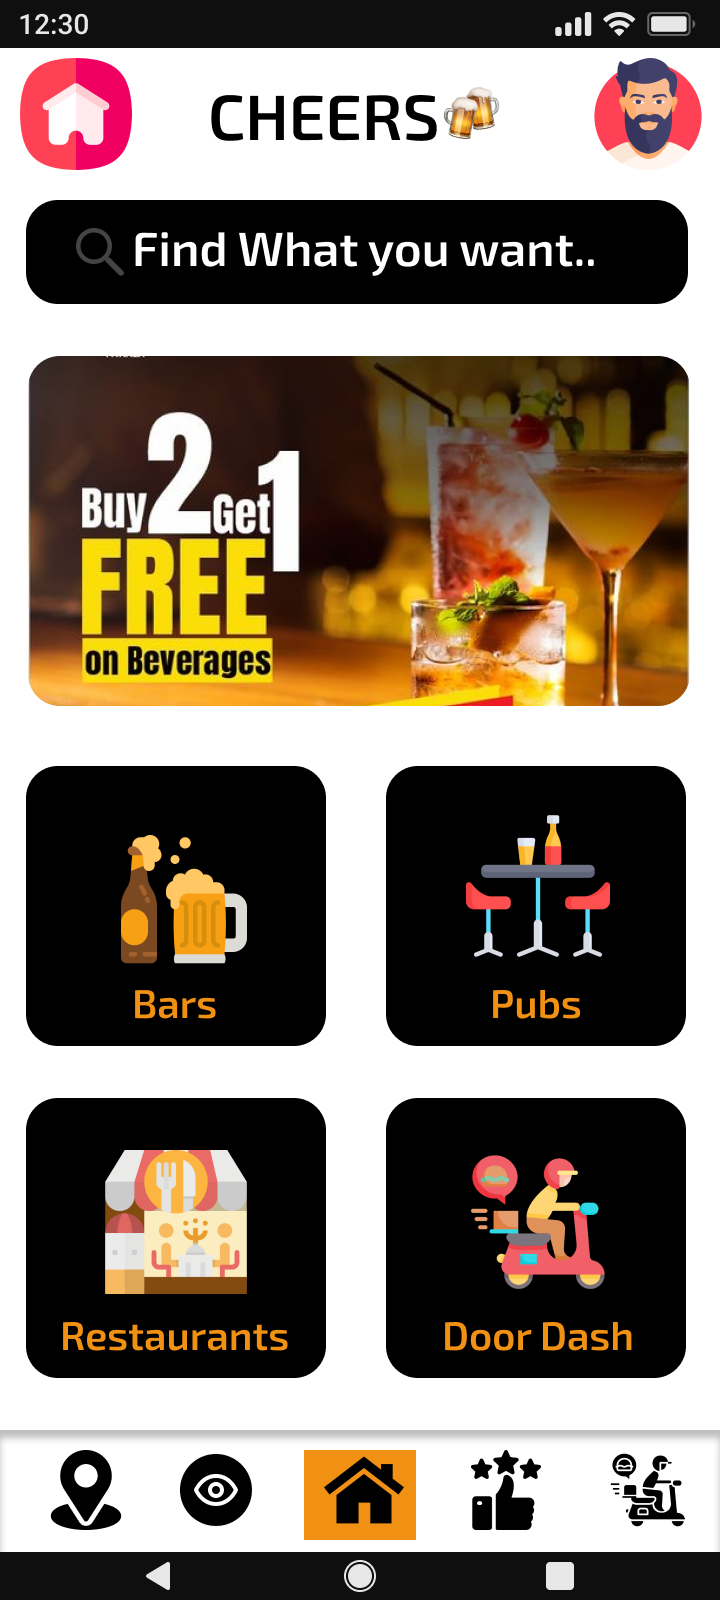 12:30
CHEERS
Find What you want..
Buy 2 Get 1
FREE
on Beverages
Bars
Pubs
Restaurants
Door Dash